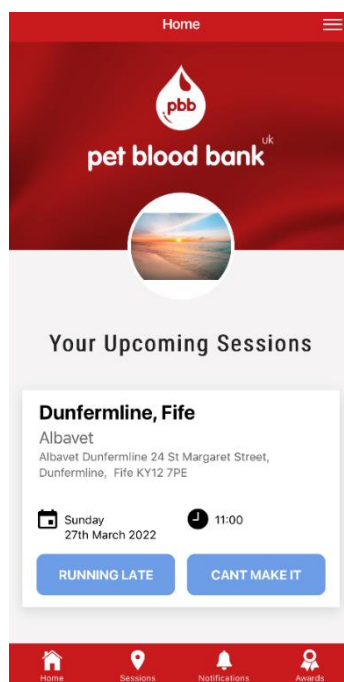 Home
pbb
pet blood bank uk
Your Upcoming Sessions
Dunfermline, Fife
Albavet
Albavet Dunfermline 24 St Margaret Street,
Dunfermline, Fife KY12 7PE
Sunday 11:00
27th March 2022
RUNNING LATE CANT MAKE IT
Home Sessions Notifications Awards